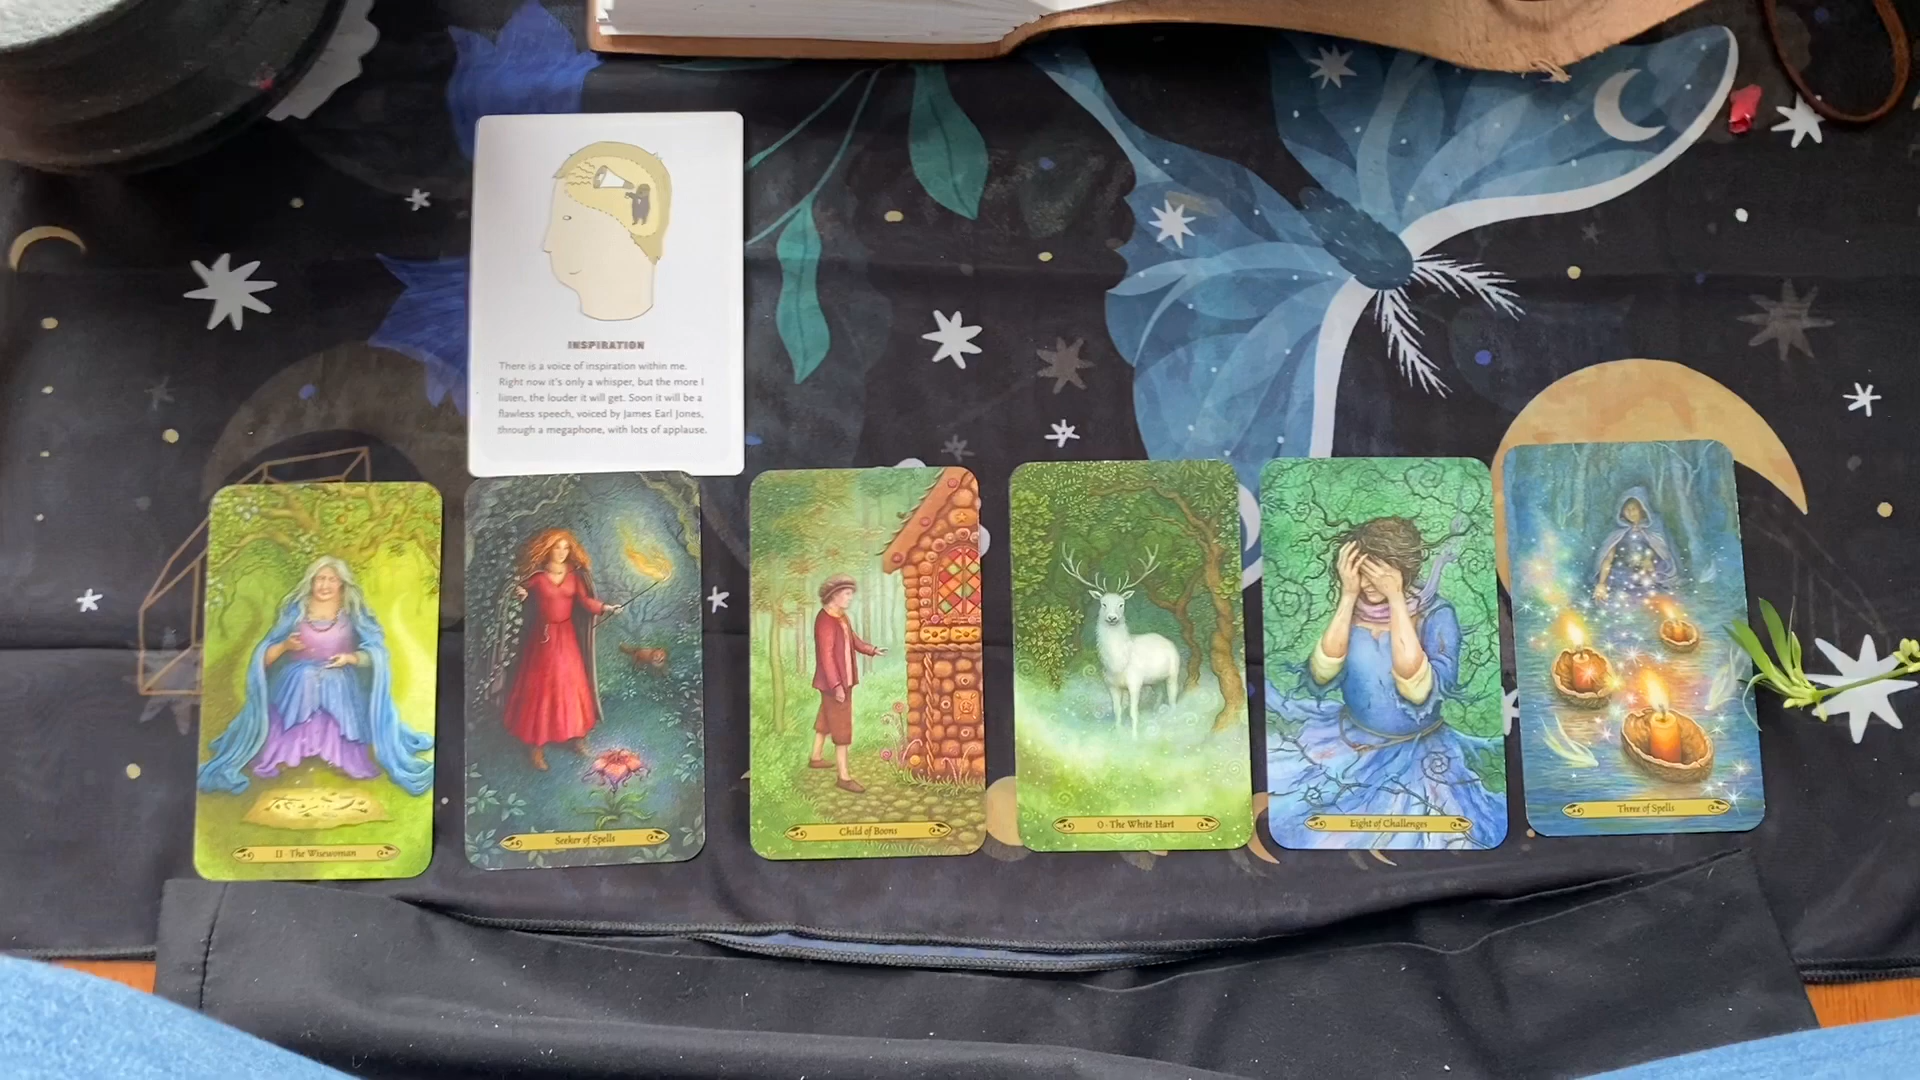 INSPIRATION
There is a voice of inspiration within me.
Right now it's only a whisper, but the more I
listen, the louder it will get. Soon it will be a
flawless speech, voiced by James Earl Jones,
through a megaphone, with lots of applause.
II - The Wisewoman
Seeker of Spells
Child of Boons
0 - The White Hart
Eight of Challenges
Three of Spells